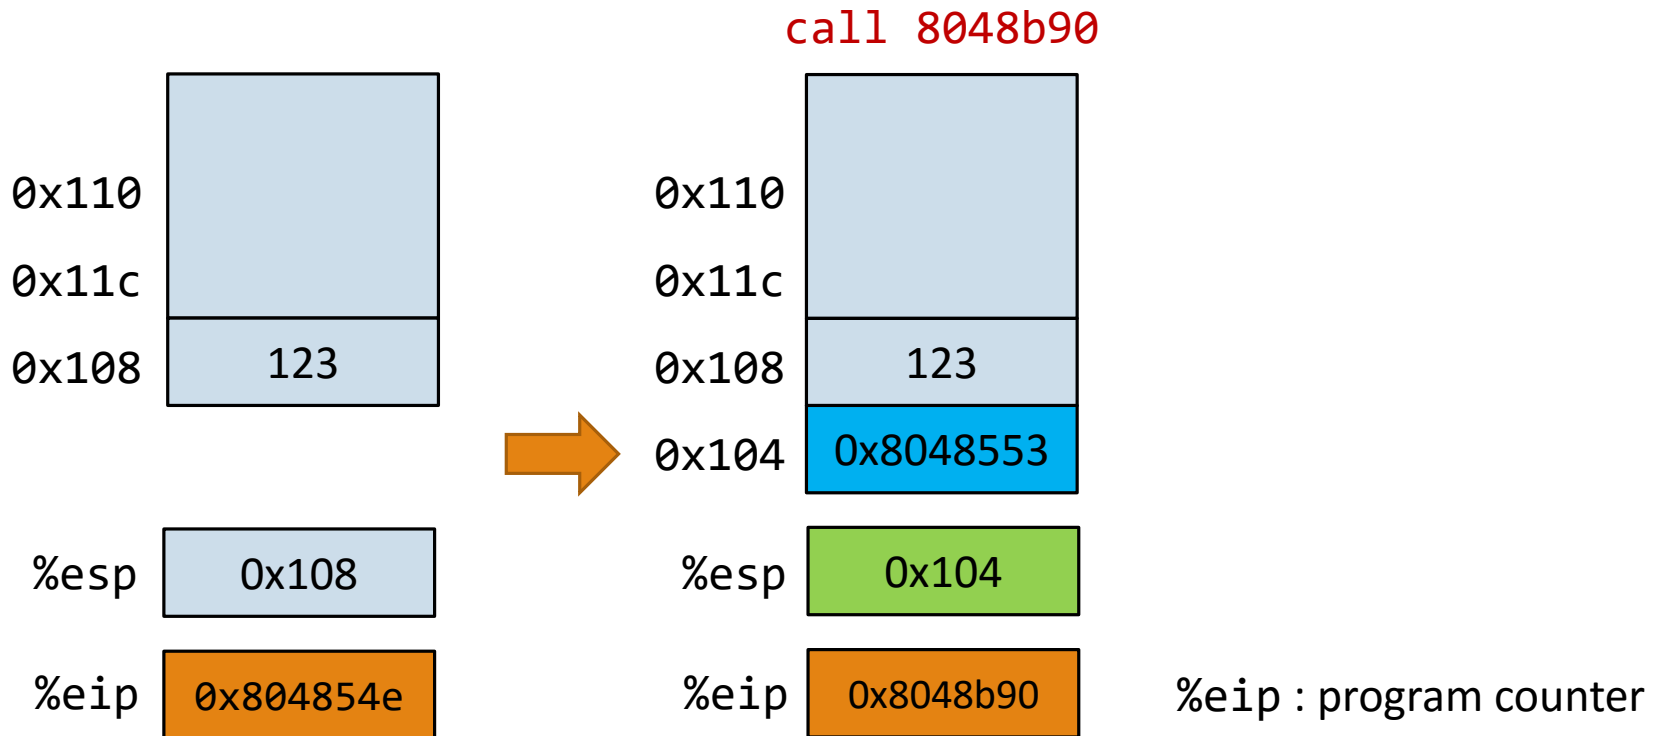 call 8048b90
0x110
0x110
0x11c
0x11c
0x108
123
0x108
123
0x104
0x8048553
%esp
0x108
%esp
0x104
%eip
0x804854e
%eip
0x8048b90
%eip : program counter